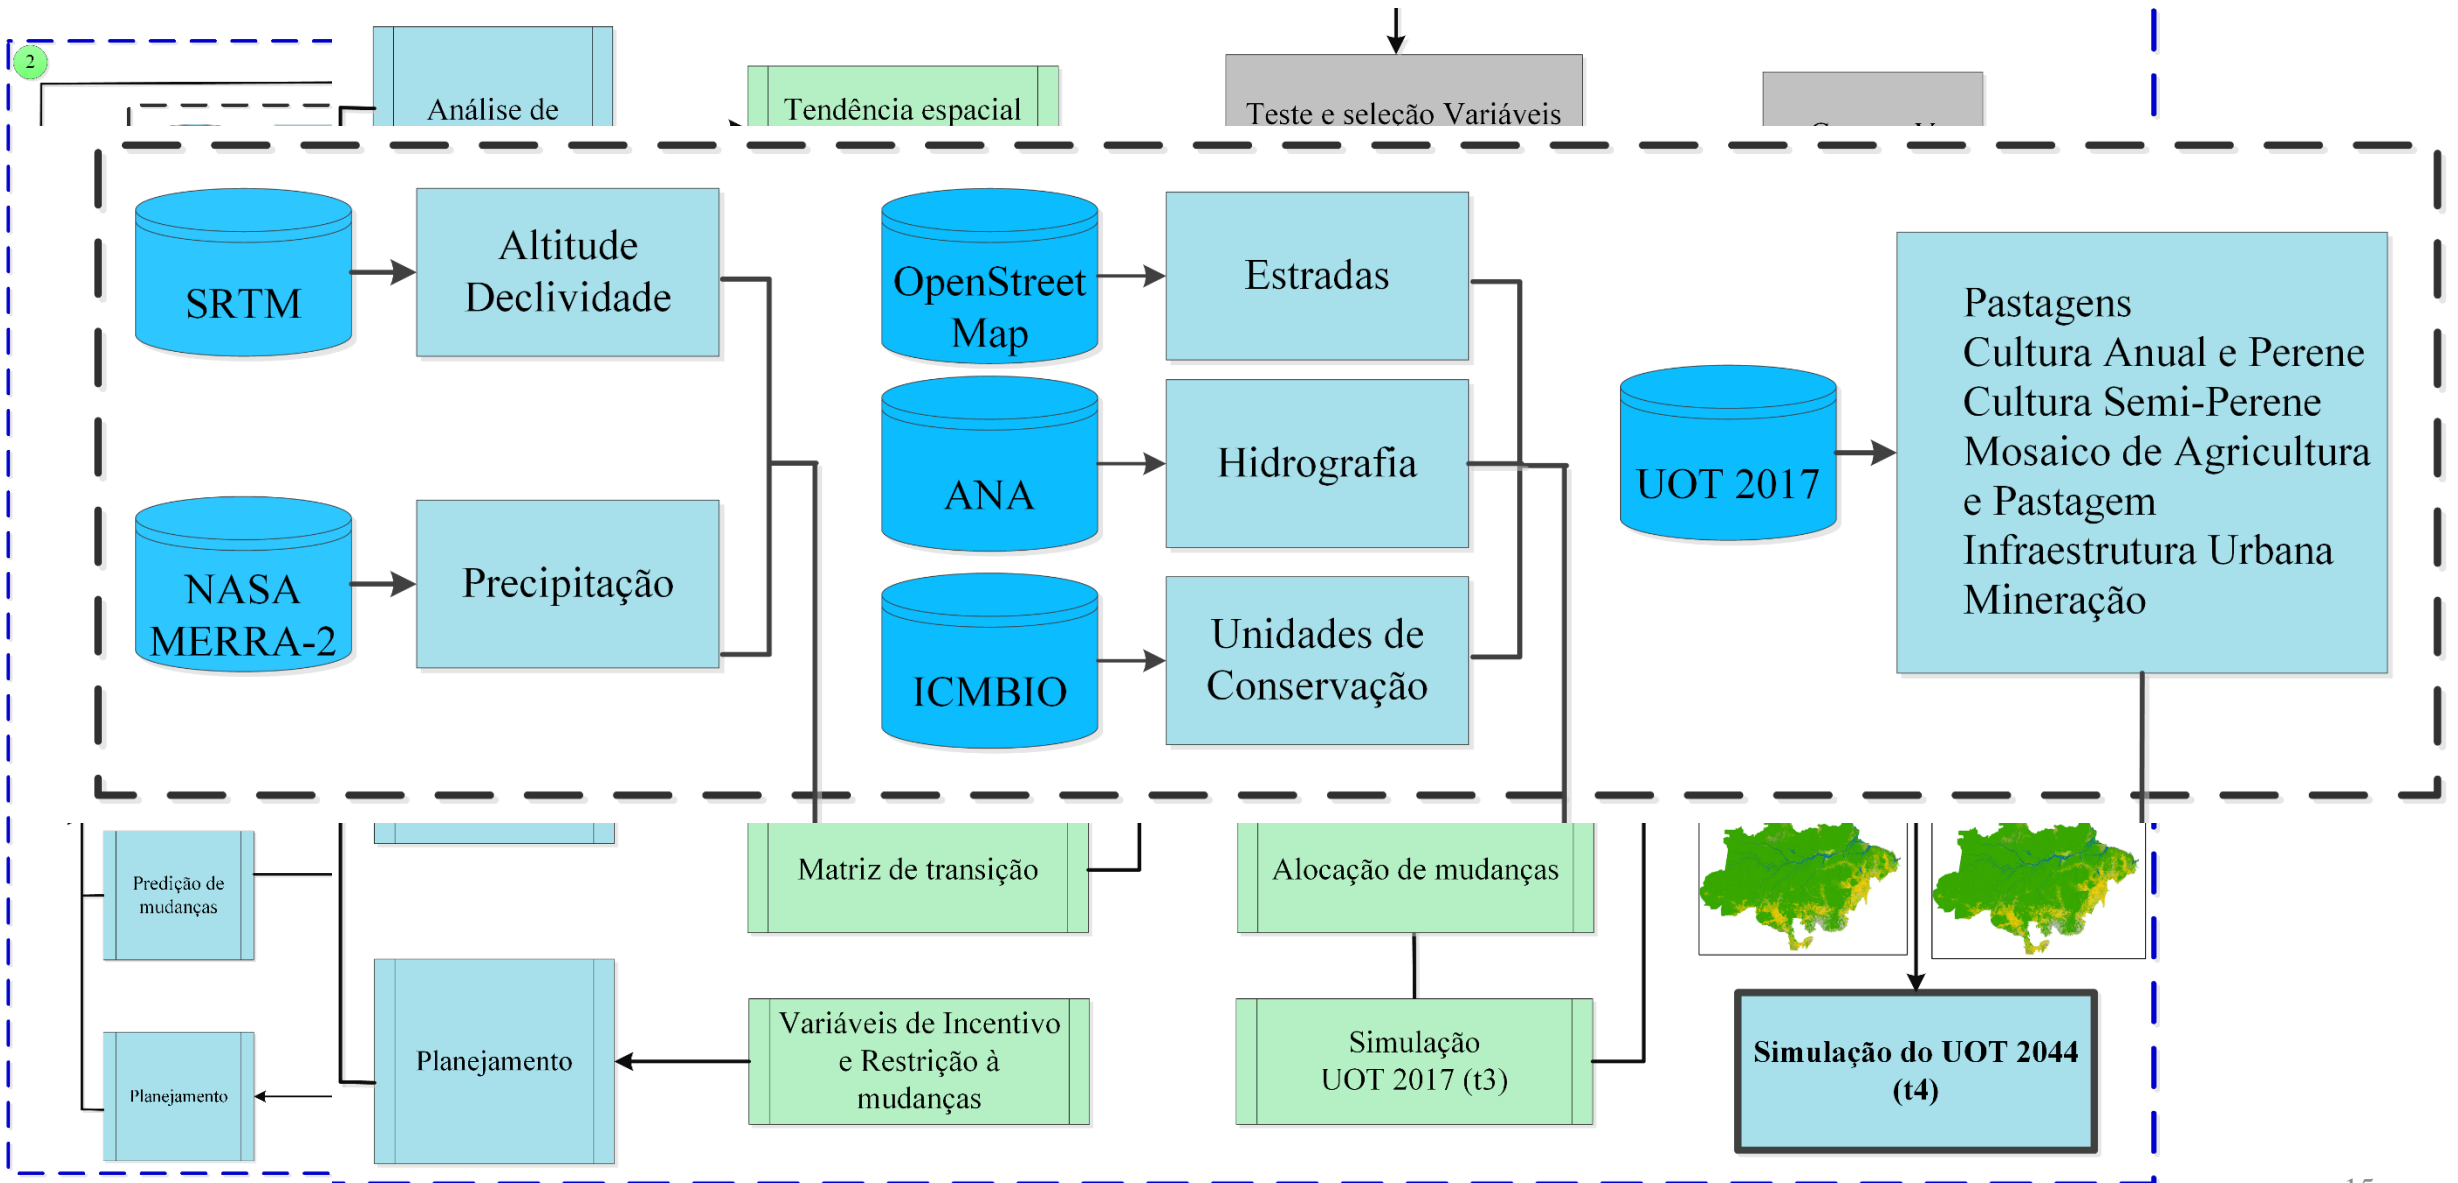 2
Análise de
Tendência espacial
Teste e seleção Variáveis
SRTM
Altitude
Declividade
NASA
MERRA-2
Precipitação
OpenStreet
Map
Estradas
ANA
Hidrografia
ICMBIO
Unidades de
Conservação
UOT 2017
Pastagens
Cultura Anual e Perene
Cultura Semi-Perene
Mosaico de Agricultura
e Pastagem
Infraestrutura Urbana
Mineração
Predição de
mudanças
Matriz de transição
Alocação de mudanças
Planejamento
Planejamento
Variáveis de Incentivo
e Restrição à
mudanças
Simulação
UOT 2017 (t3)
Simulação do UOT 2044
(t4)